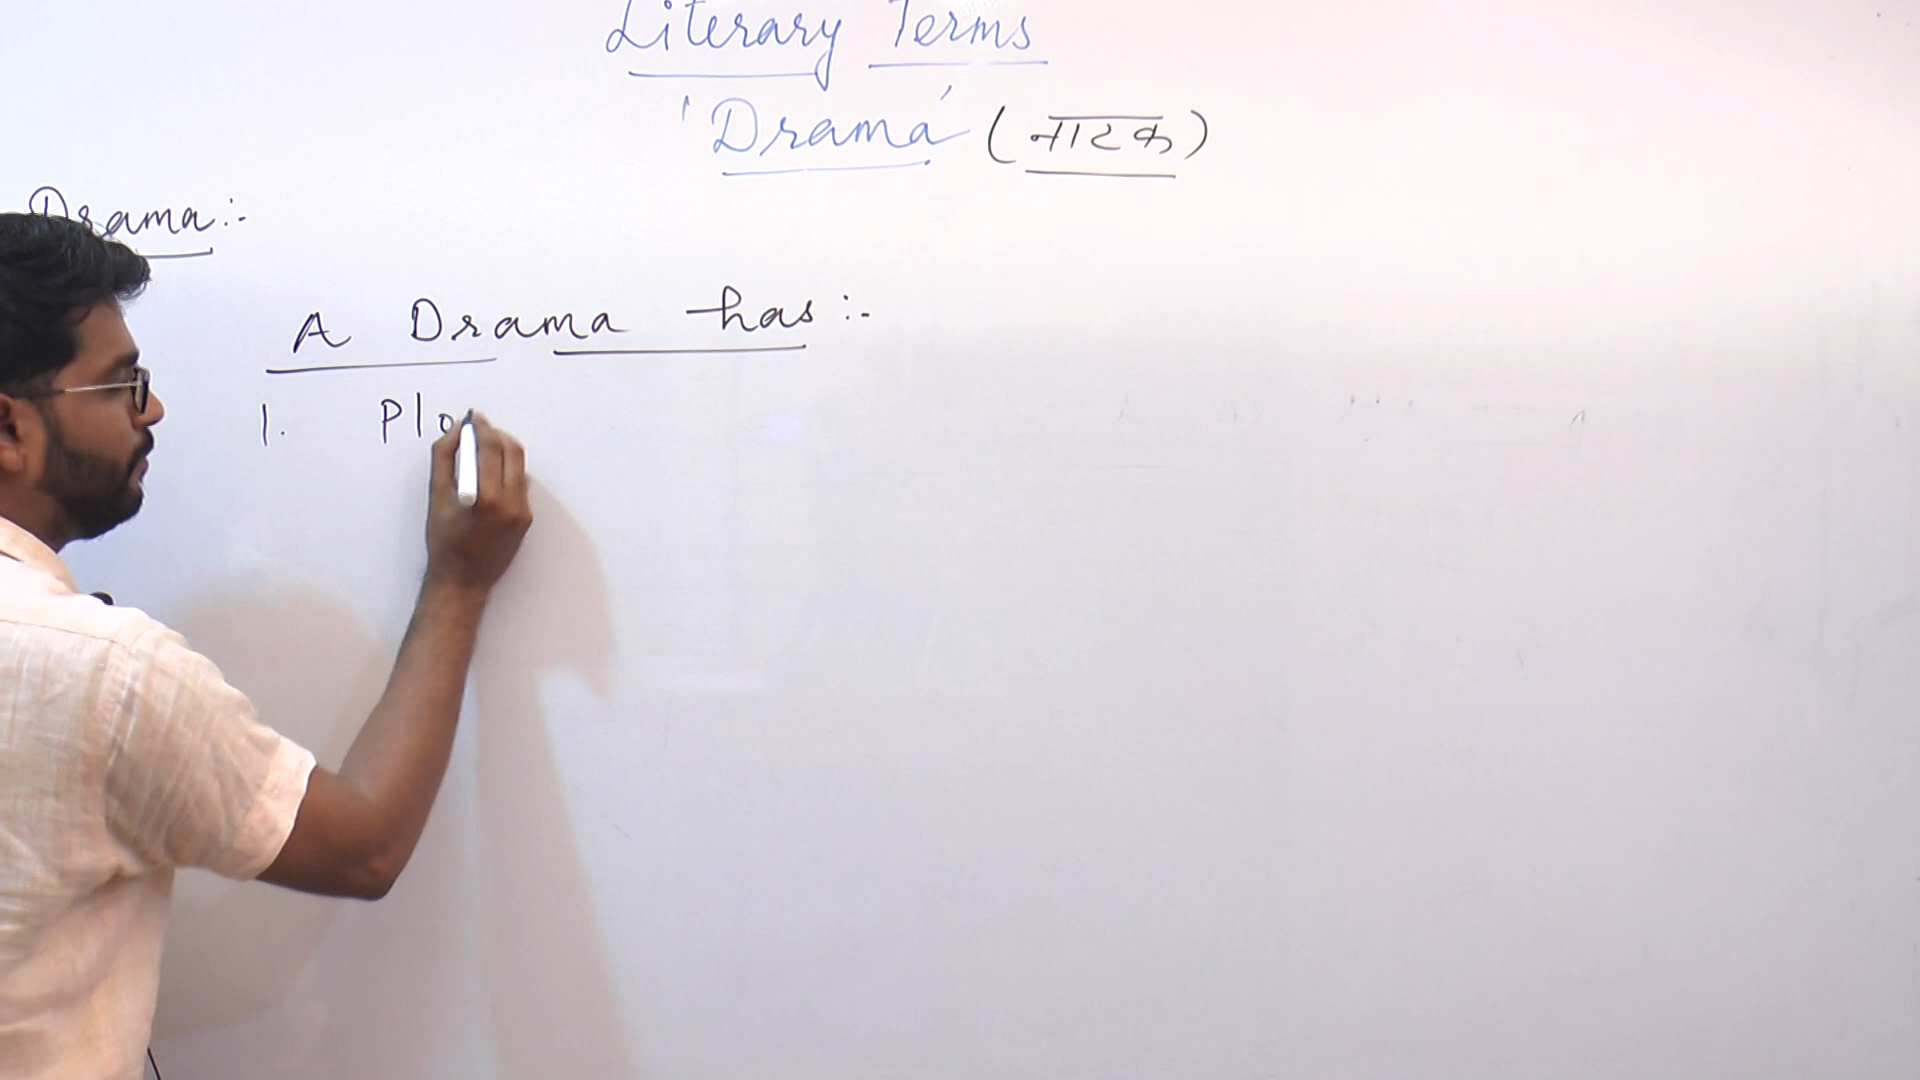 Literary Terms
'Drama' (नाटक)
Drama:-
A Drama has:-
1. Plo